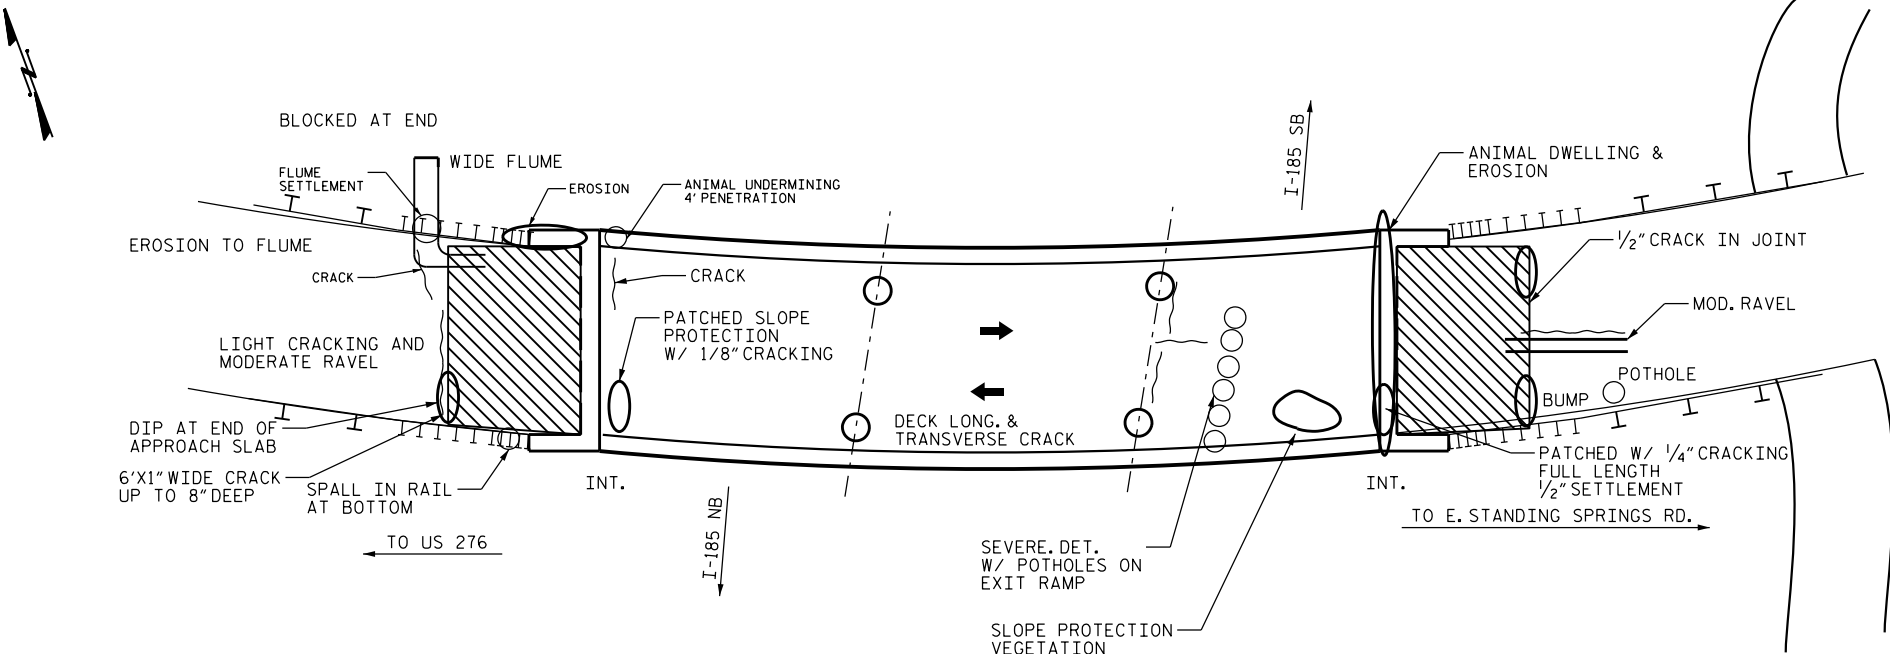 BLOCKED AT END
WIDE FLUME
FLUME
SETTLEMENT
EROSION
ANIMAL UNDERMINING
4' PENETRATION
I-185 SB
ANIMAL DWELLING &
EROSION
EROSION TO FLUME
CRACK
CRACK
1/2" CRACK IN JOINT
MOD. RAVEL
LIGHT CRACKING AND
MODERATE RAVEL
PATCHED SLOPE
PROTECTION
W/ 1/8" CRACKING
POTHOLE
BUMP
DIP AT END OF
APPROACH SLAB
DECK LONG. &
TRANSVERSE CRACK
6'X1" WIDE CRACK
UP TO 8" DEEP
SPALL IN RAIL
AT BOTTOM
INT.
INT.
PATCHED W/ 1/4" CRACKING
FULL LENGTH
1/2" SETTLEMENT
TO E. STANDING SPRINGS RD.
TO US 276
I-185 NB
SEVERE. DET.
W/ POTHOLES ON
EXIT RAMP
SLOPE PROTECTION
VEGETATION